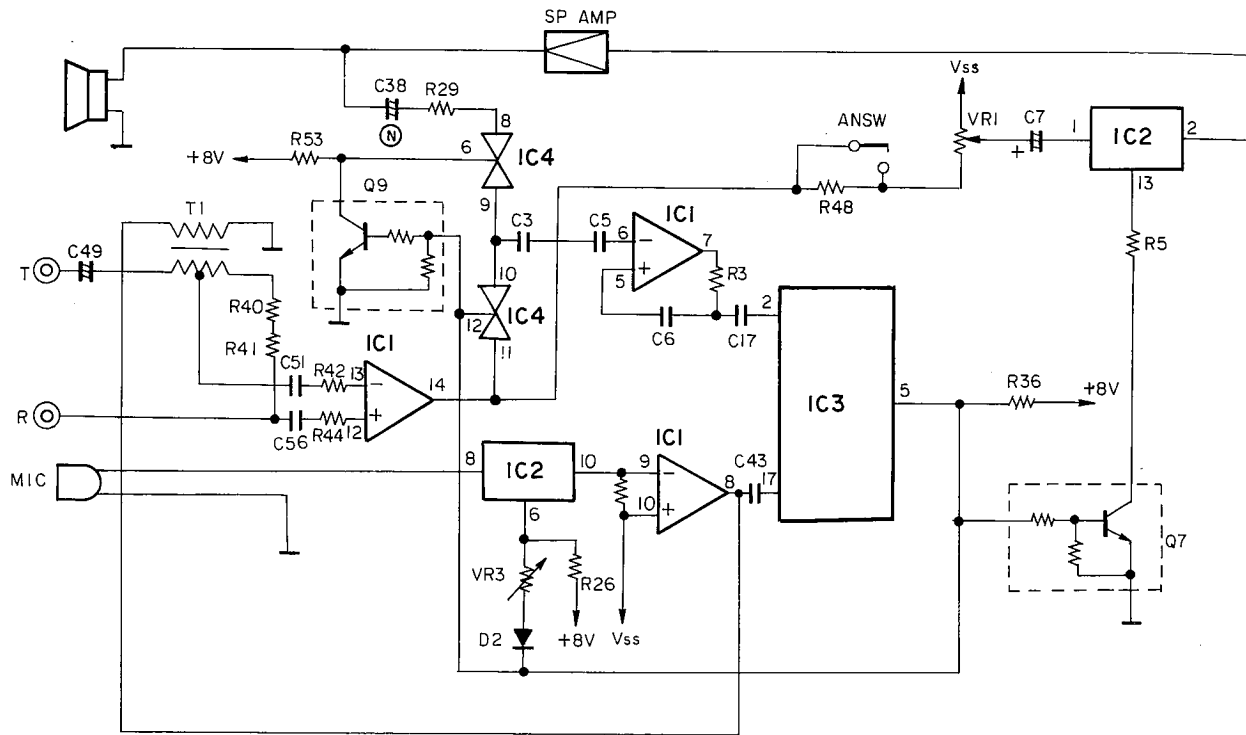 SP AMP
C38
R29
N
8
R53
+8V
6
IC4
Q9
9
T1
C49
T
R40
R41
C51
R42
13
−
IC1
14
R
C56
R44
12
+
10
12
IC4
11
C3
C5
6
−
IC1
7
+
5
R3
C6
C17
2
ANSW
R48
Vss
VR1
C7
+
1
IC2
2
13
R5
IC3
5
R36
+8V
Q7
MIC
8
IC2
10
6
VR3
R26
D2
+8V
Vss
IC1
9
−
10
+
8
C43
17